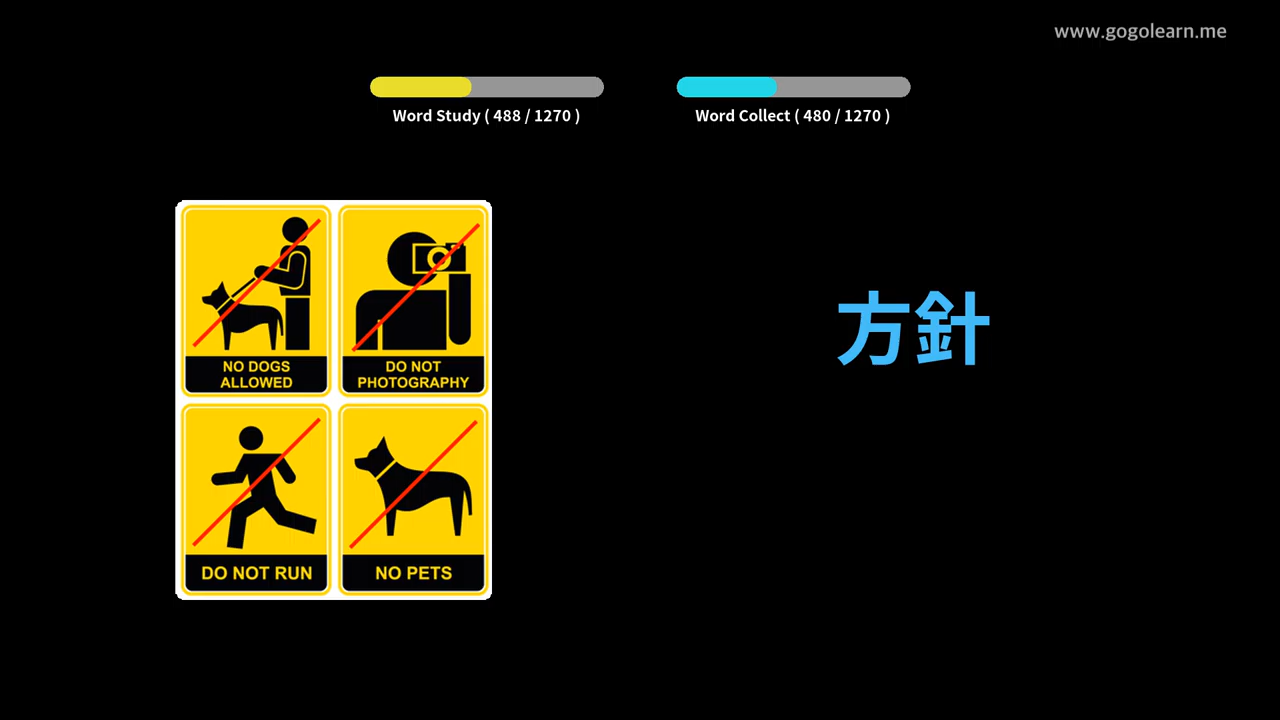 www.gogolearn.me
Word Study ( 488 / 1270 )
Word Collect ( 480 / 1270 )
NO DOGS
ALLOWED
DO NOT
PHOTOGRAPHY
方針
DO NOT RUN
NO PETS